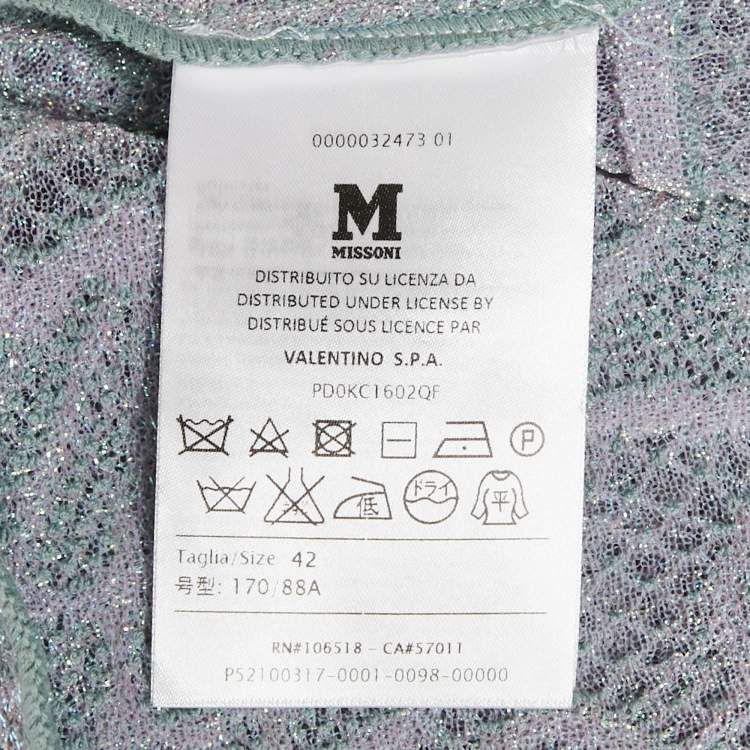 0000032473 01
M
MISSONI
DISTRIBUITO SU LICENZA DA
DISTRIBUTED UNDER LICENSE BY
DISTRIBUÉ SOUS LICENCE PAR
VALENTINO S.P.A.
PD0KC1602QF
P
低 ドライ 平
Taglia/Size 42
号型: 170/88A
RN#106518 - CA#57011
P52100317-0001-0098-00000